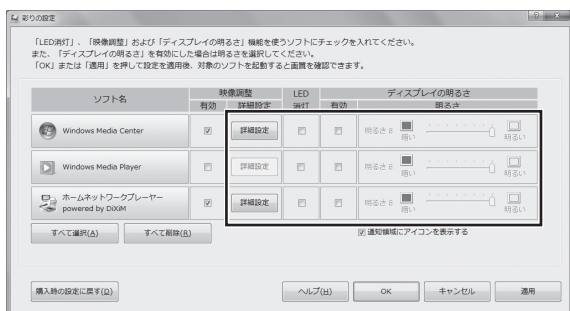 彩りの設定
「LED消灯」、「映像調整」および「ディスプレイの明るさ」機能を使うソフトにチェックを入れてください。
また、「ディスプレイの明るさ」を有効にした場合は明るさを選択してください。
「OK」または「適用」を押して設定を適用後、対象のソフトを起動すると画質を確認できます。
ソフト名 映像調整 LED ディスプレイの明るさ
有効 詳細設定 消灯 有効 明るさ
Windows Media Center 詳細設定 明るさ 8 暗い 明るい
Windows Media Player 詳細設定 明るさ 8 暗い 明るい
ホームネットワークプレーヤー
powered by DiXiM 詳細設定 明るさ 8 暗い 明るい
すべて選択(A) すべて削除(R) 通知領域にアイコンを表示する
購入時の設定に戻す(D) ヘルプ(H) OK キャンセル 適用